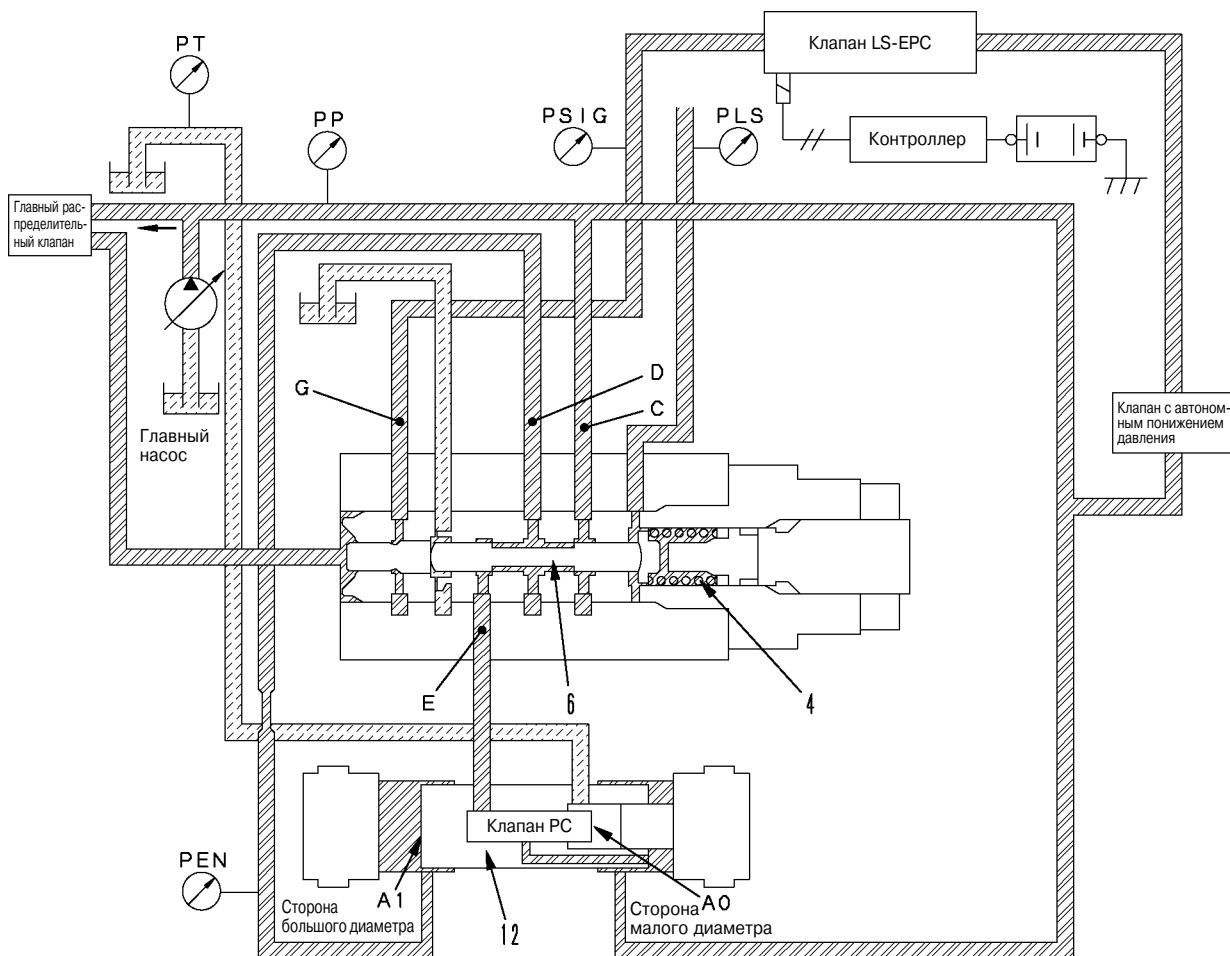 Клапан LS-EPC
PT
PP
PSIG
PLS
Контроллер
Главный рас-
пределитель-
ный клапан
G
D
C
Клапан с автоном-
ным понижением
давления
Главный
насос
E
6
4
Клапан PC
PEN
A1
A0
Сторона
большого диаметра
12
Сторона
малого диаметра